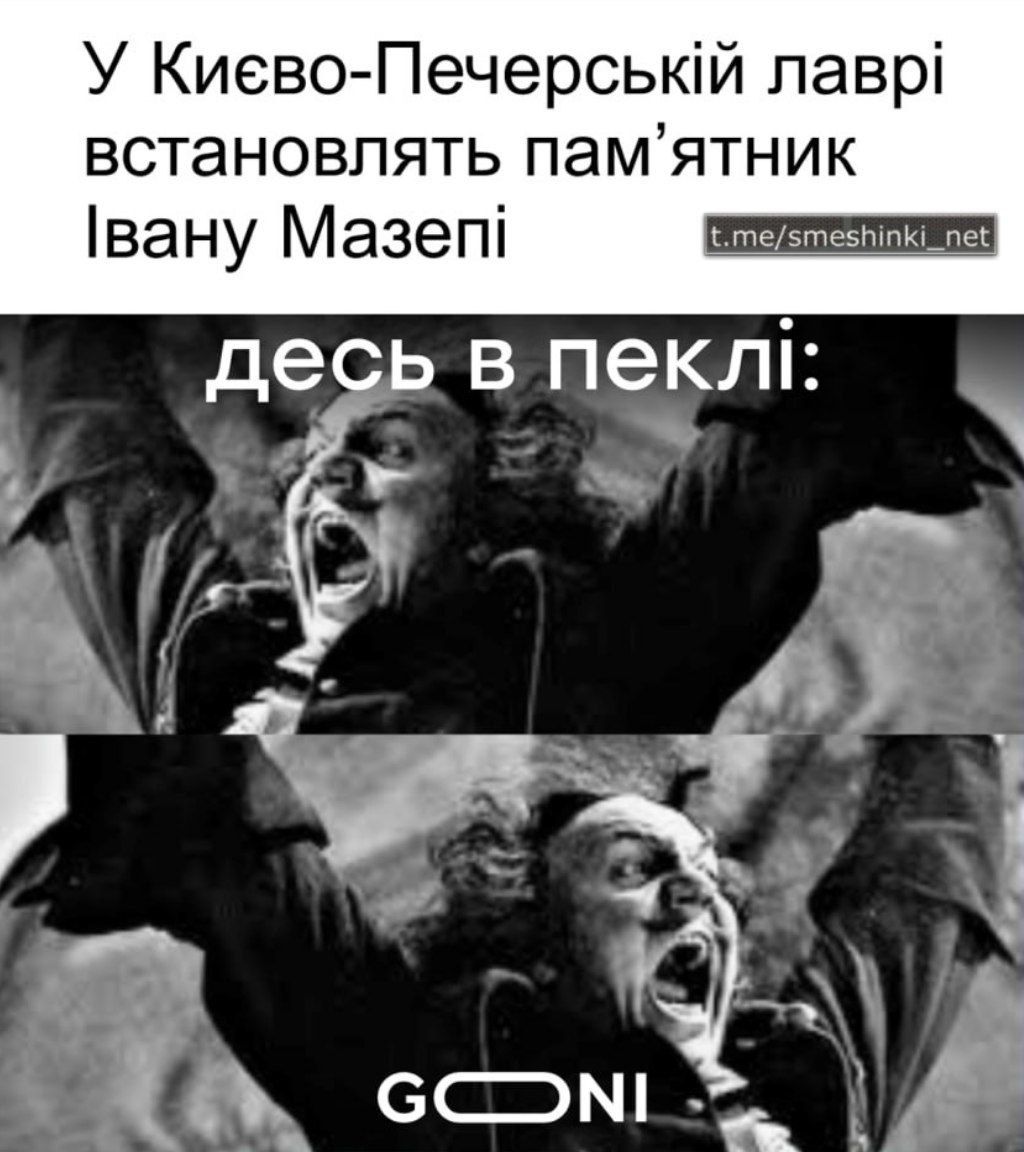 У Києво-Печерській лаврі
встановлять пам’ятник
Івану Мазепі
t.me/smeshinki_net
десь в пеклі:
GOONI